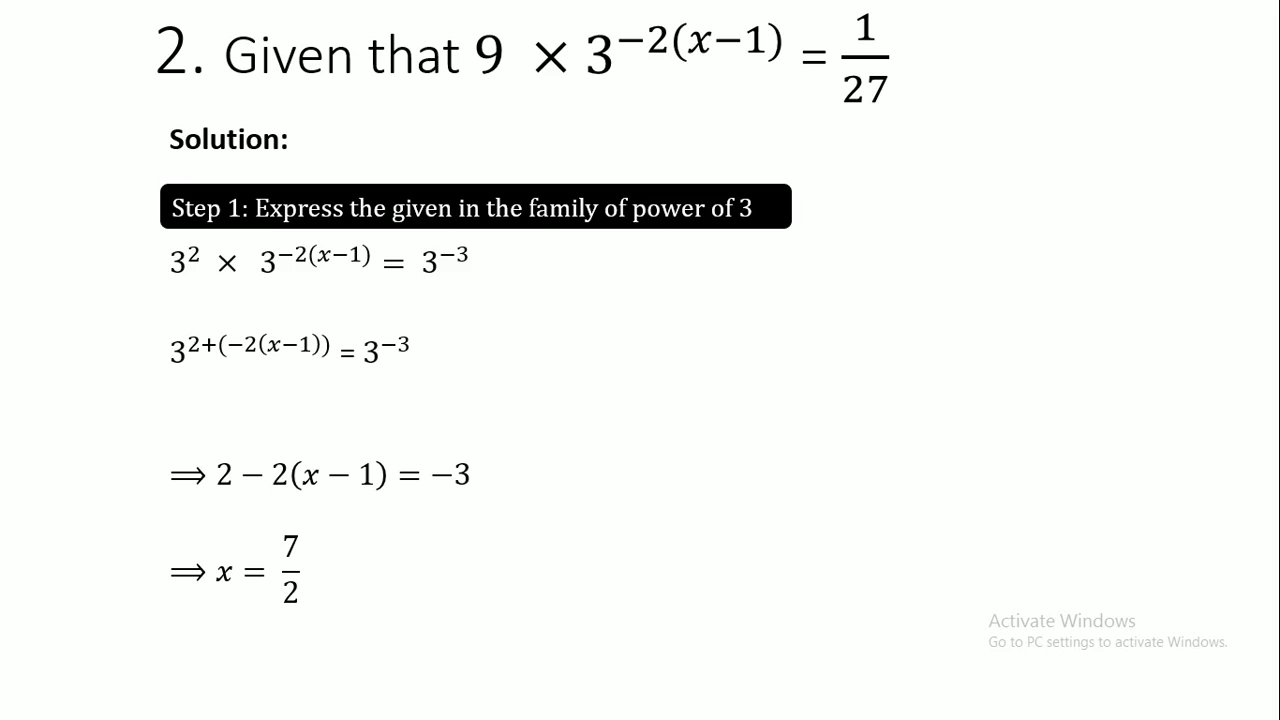 2. Given that 9 × 3^{−2(x−1)} = \frac{1}{27}
Solution:
Step 1: Express the given in the family of power of 3
3^{2} × 3^{−2(x−1)} = 3^{−3}
3^{2+(−2(x−1))} = 3^{−3}
⟹ 2 − 2(x − 1) = −3
⟹ x = \frac{7}{2}
Activate Windows
Go to PC settings to activate Windows.